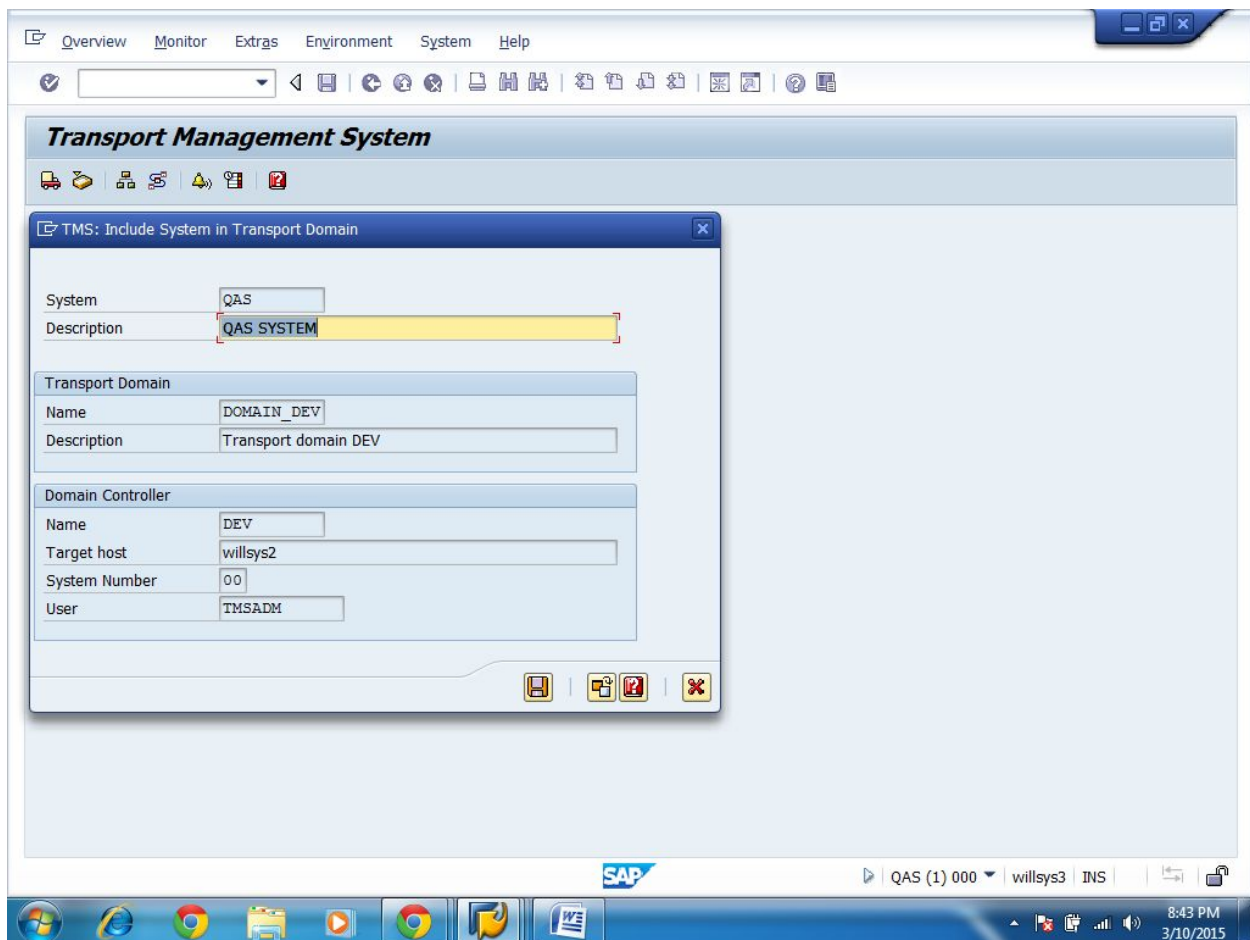 Overview Monitor Extras Environment System Help
Transport Management System
TMS: Include System in Transport Domain
System QAS
Description QAS SYSTEM
Transport Domain
Name DOMAIN_DEV
Description Transport domain DEV
Domain Controller
Name DEV
Target host willsys2
System Number 00
User TMSADM
SAP
QAS (1) 000 willsys3 INS
8:43 PM
3/10/2015